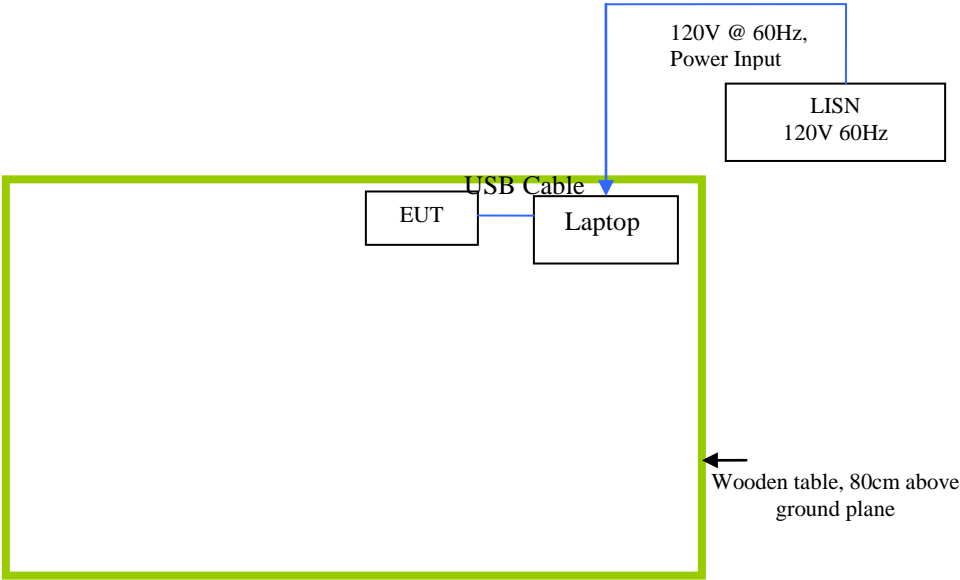 120V @ 60Hz,
Power Input
LISN
120V 60Hz
USB Cable
EUT
Laptop
Wooden table, 80cm above
ground plane